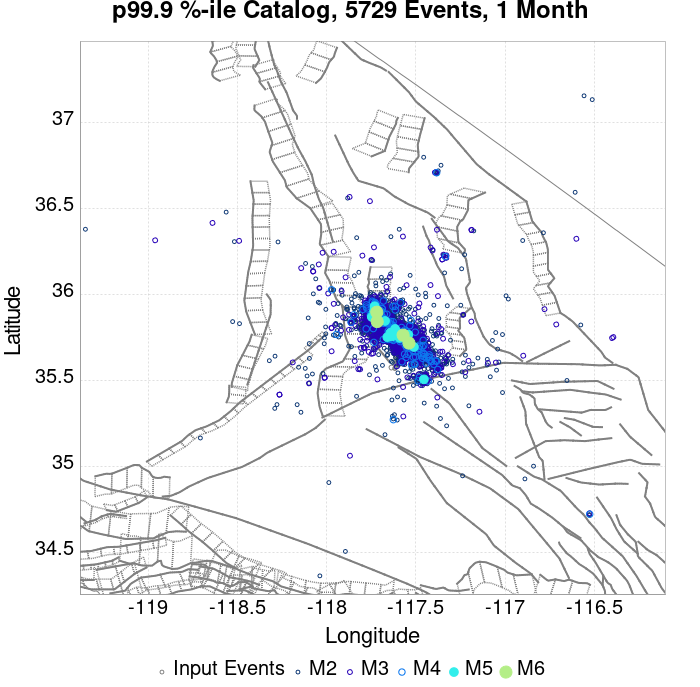 p99.9 %-ile Catalog, 5729 Events, 1 Month
37
36.5
36
35.5
35
34.5
Latitude
-119 -118.5 -118 -117.5 -117 -116.5
Longitude
Input Events M2 M3 M4 M5 M6